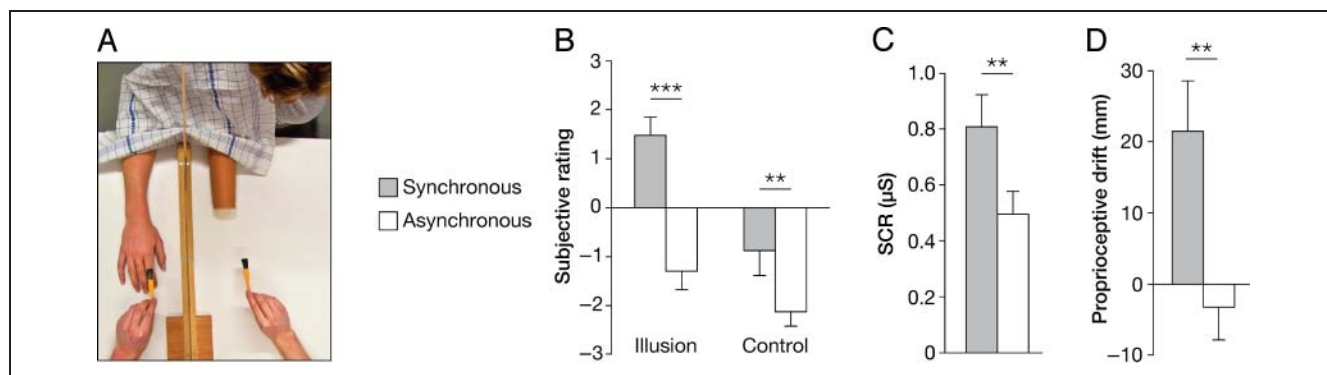 A
Synchronous
Asynchronous
B
Subjective rating
3
2
1
0
−1
−2
−3
***
**
Illusion
Control
C
SCR (µS)
1.0
0.8
0.6
0.4
0.2
0
**
D
Proprioceptive drift (mm)
30
20
10
0
−10
**